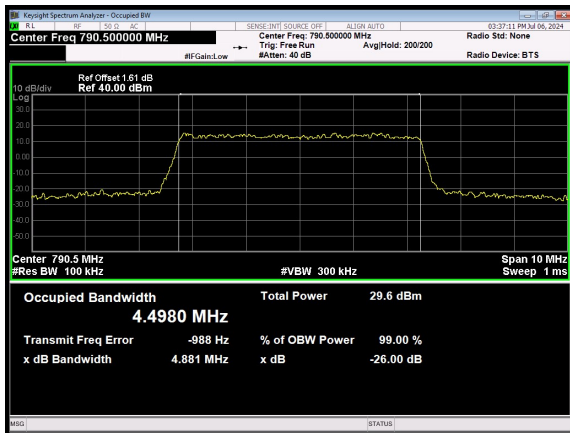 Keysight Spectrum Analyzer - Occupied BW
RL RF 50 Ω AC SENSE:INT SOURCE OFF ALIGN AUTO 03:37:11 PM Jul 06, 2024
Center Freq 790.500000 MHz Center Freq: 790.500000 MHz Radio Std: None
Trig: Free Run Avg|Hold: 200/200
#IFGain:Low #Atten: 40 dB Radio Device: BTS
Ref Offset 1.61 dB
10 dB/div Ref 40.00 dBm
Log
30.0
20.0
10.0
0.00
-10.0
-20.0
-30.0
-40.0
-50.0
Center 790.5 MHz Span 10 MHz
#Res BW 100 kHz #VBW 300 kHz Sweep 1 ms
Occupied Bandwidth Total Power 29.6 dBm
4.4980 MHz
Transmit Freq Error -988 Hz % of OBW Power 99.00 %
x dB Bandwidth 4.881 MHz x dB -26.00 dB
MSG STATUS